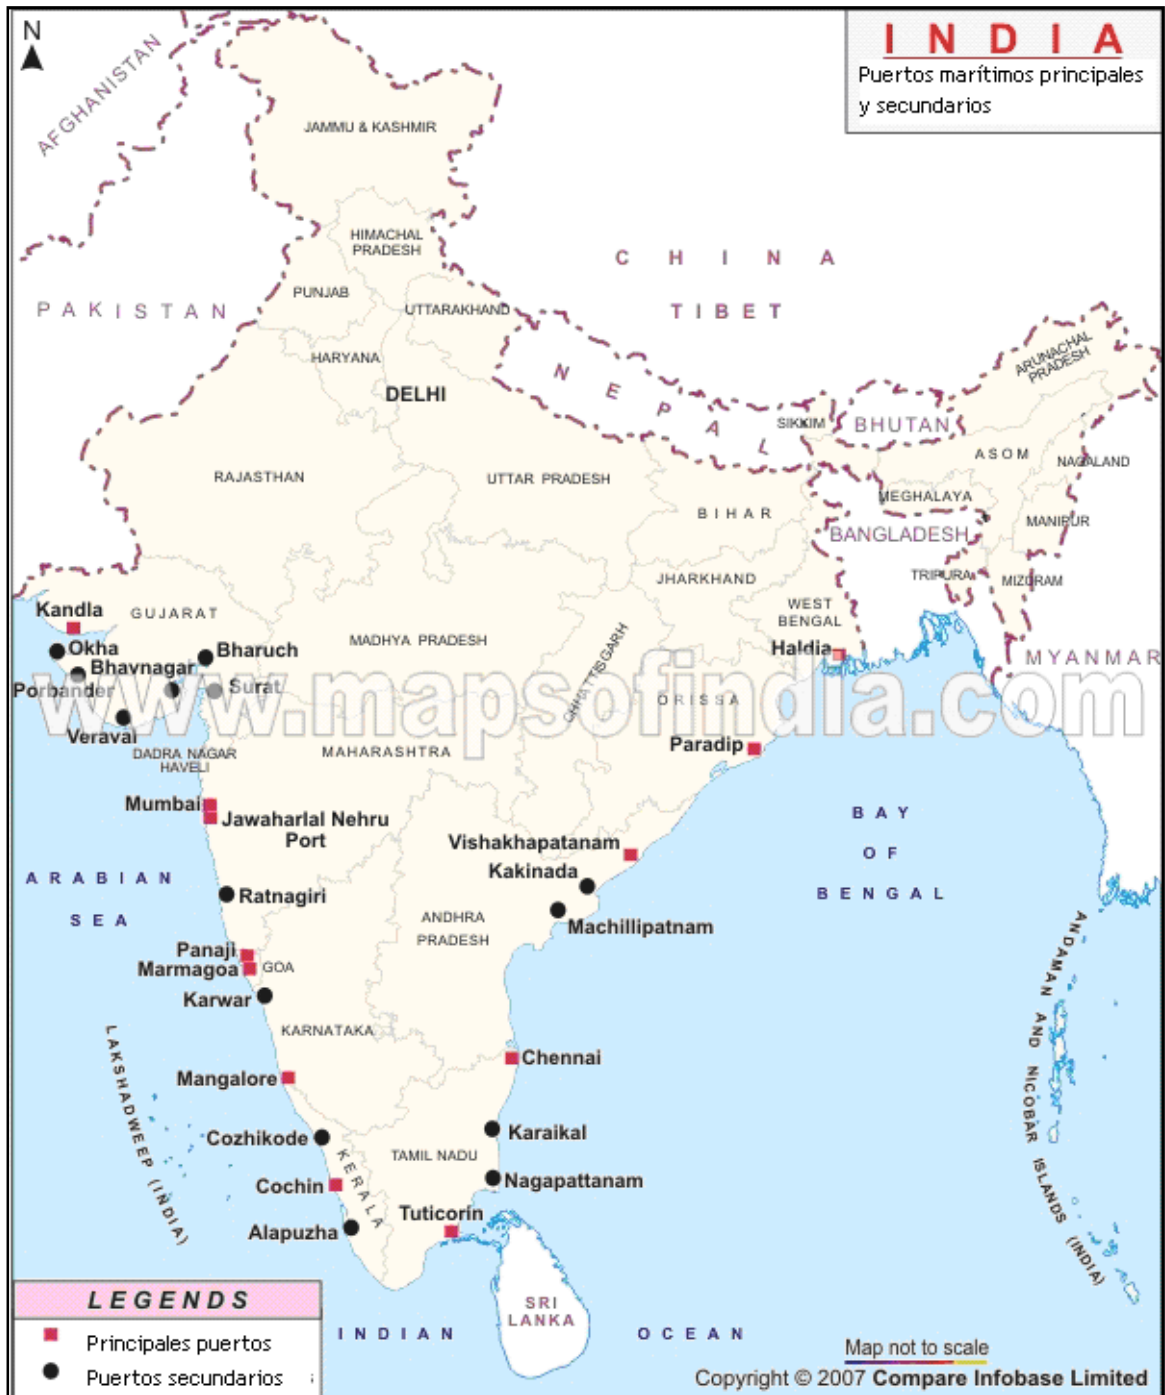 N
INDIA
Puertos marítimos principales
y secundarios
AFGHANISTAN
JAMMU & KASHMIR
HIMACHAL
PRADESH
CHINA
PUNJAB
PAKISTAN
UTTARAKHAND
TIBET
HARYANA
ARUNACHAL
PRADESH
DELHI
NEPAL
SIKKIM
BHUTAN
RAJASTHAN
UTTAR PRADESH
ASOM
NAGALAND
BIHAR
MEGHALAYA
MANIPUR
BANGLADESH
JHARKHAND
TRIPURA
MIZORAM
Kandla
GUJARAT
WEST
BENGAL
MADHYA PRADESH
CHHATTISGARH
Okha
Bharuch
Haldia
MYANMAR
Bhavnagar
Porbander
Surat
ORISSA
www.mapsofindia.com
Veraval
DADRA NAGAR
HAVELI
MAHARASHTRA
Paradip
Mumbai
Jawaharlal Nehru
Port
BAY
OF
BENGAL
Vishakhapatanam
Kakinada
ARABIAN
SEA
Ratnagiri
ANDHRA
PRADESH
Machillipatnam
Panaji
Marmagoa
GOA
Karwar
KARNATAKA
ANDAMAN AND NICOBAR ISLANDS (INDIA)
LAKSHADWEEP (INDIA)
Chennai
Mangalore
Cozhikode
Karaikal
KERALA
TAMIL NADU
Cochin
Nagapattanam
Tuticorin
Alapuzha
SRI
LANKA
LEGENDS
Principales puertos
Puertos secundarios
INDIAN OCEAN
Map not to scale
Copyright © 2007 Compare Infobase Limited